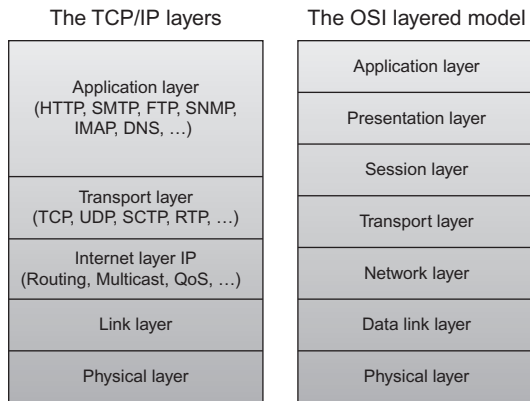 The TCP/IP layers
Application layer
(HTTP, SMTP, FTP, SNMP,
IMAP, DNS, …)
Transport layer
(TCP, UDP, SCTP, RTP, …)
Internet layer IP
(Routing, Multicast, QoS, …)
Link layer
Physical layer
The OSI layered model
Application layer
Presentation layer
Session layer
Transport layer
Network layer
Data link layer
Physical layer